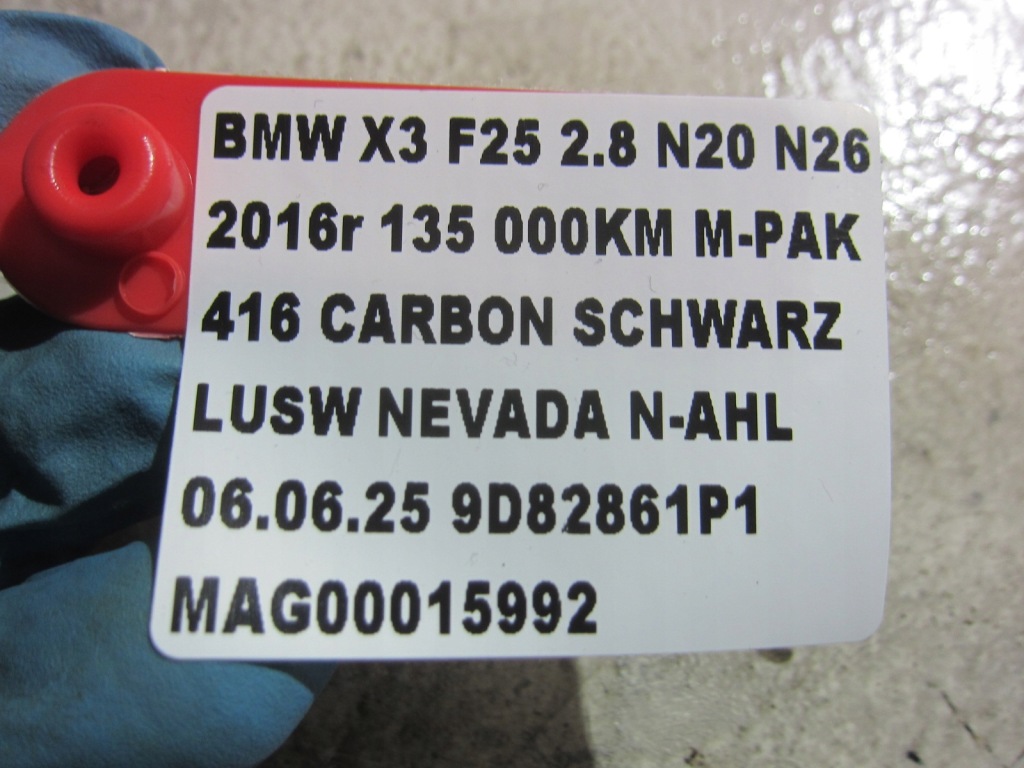 BMW X3 F25 2.8 N20 N26
2016r 135 000KM M-PAK
416 CARBON SCHWARZ
LUSW NEVADA N-AHL
06.06.25 9D82861P1
MAG00015992